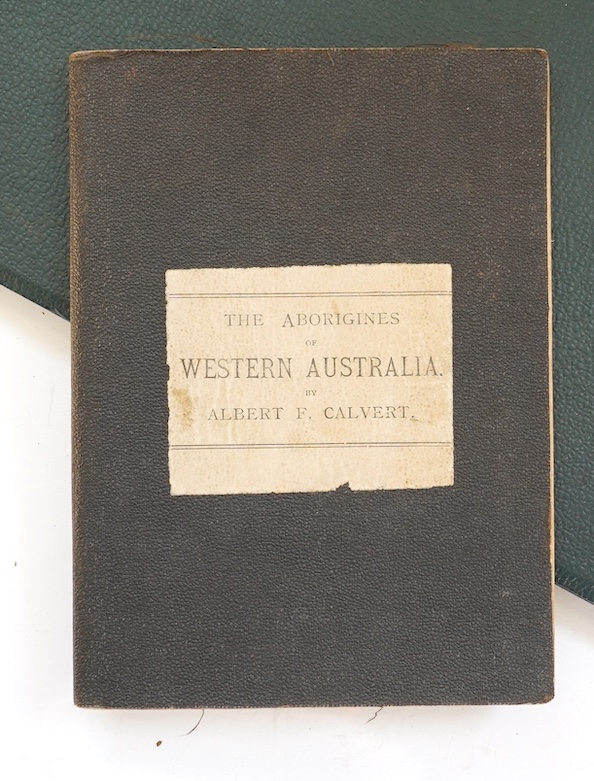 THE ABORIGINES
OF
WESTERN AUSTRALIA.
BY
ALBERT F. CALVERT.